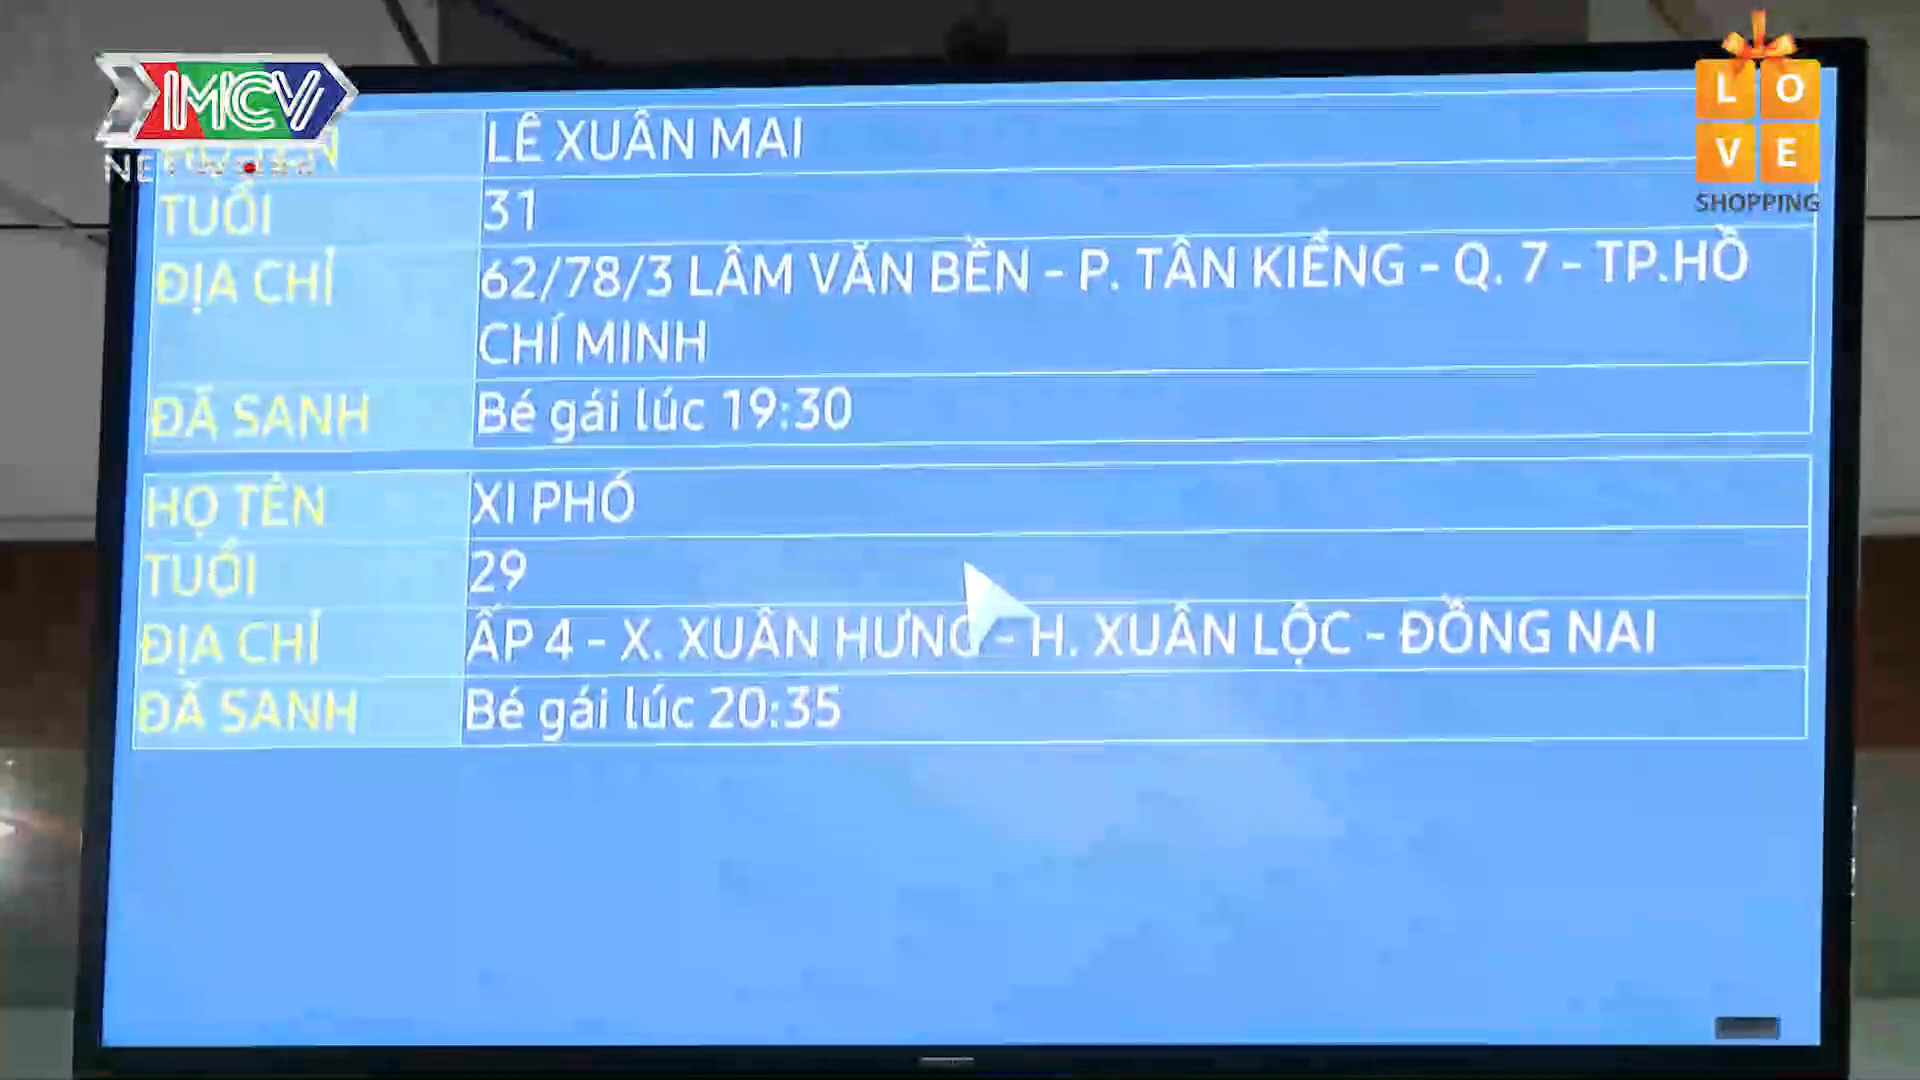 MCV
LOVE
SHOPPING
LÊ XUÂN MAI
TUỔI 31
ĐỊA CHỈ 62/78/3 LÂM VĂN BỀN - P. TÂN KIỂNG - Q. 7 - TP.HỒ
CHÍ MINH
ĐÃ SANH Bé gái lúc 19:30
HỌ TÊN XI PHÓ
TUỔI 29
ĐỊA CHỈ ẤP 4 - X. XUÂN HƯNG - H. XUÂN LỘC - ĐỒNG NAI
ĐÃ SANH Bé gái lúc 20:35